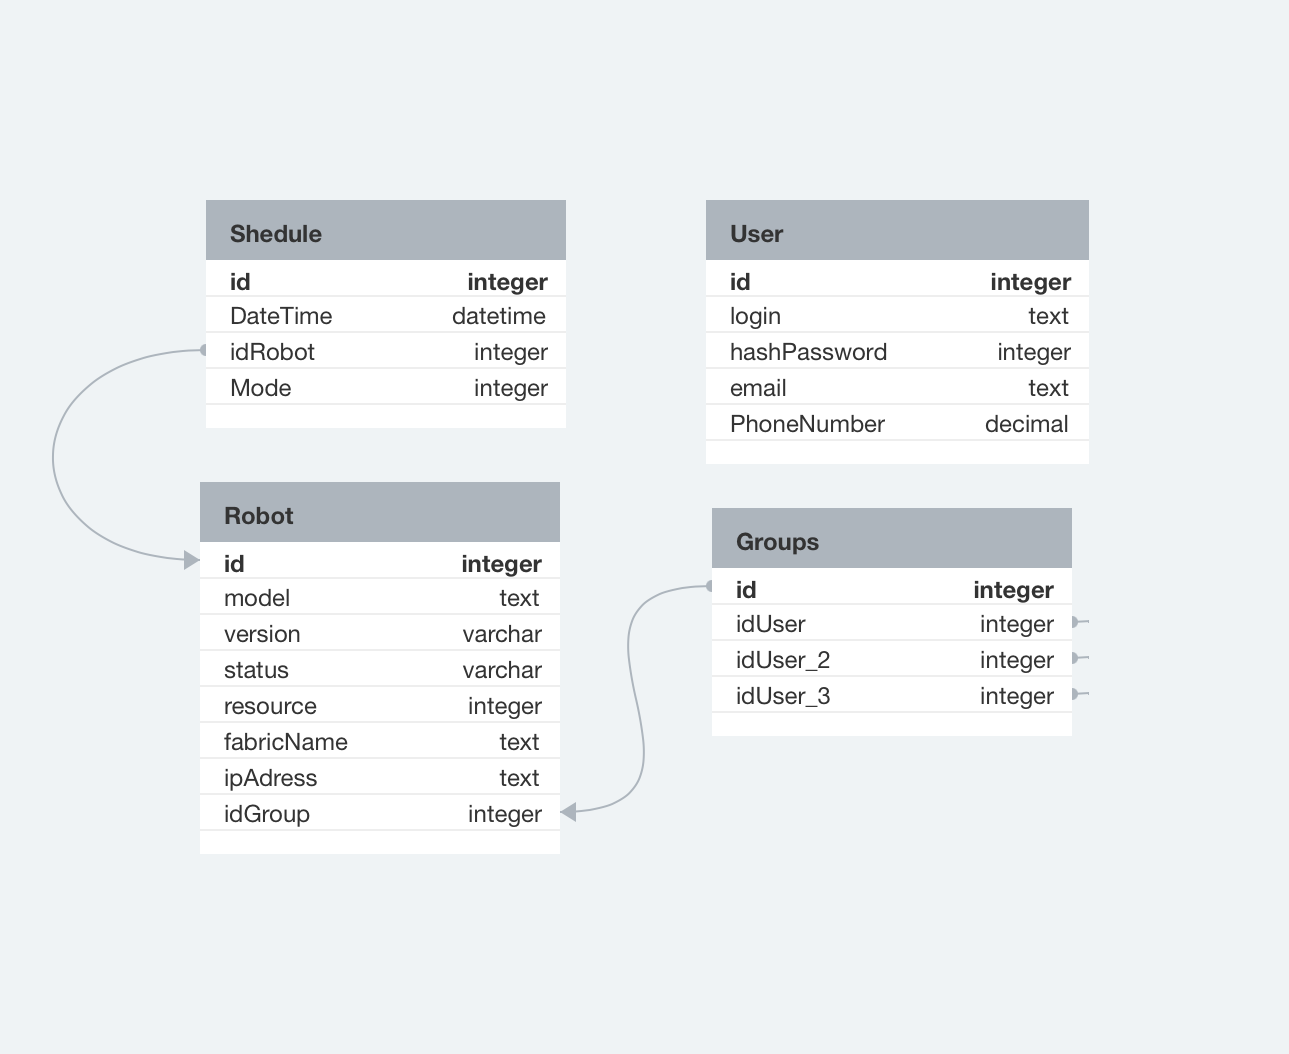 Shedule
id integer
DateTime datetime
idRobot integer
Mode integer
User
id integer
login text
hashPassword integer
email text
PhoneNumber decimal
Robot
id integer
model text
version varchar
status varchar
resource integer
fabricName text
ipAdress text
idGroup integer
Groups
id integer
idUser integer
idUser_2 integer
idUser_3 integer